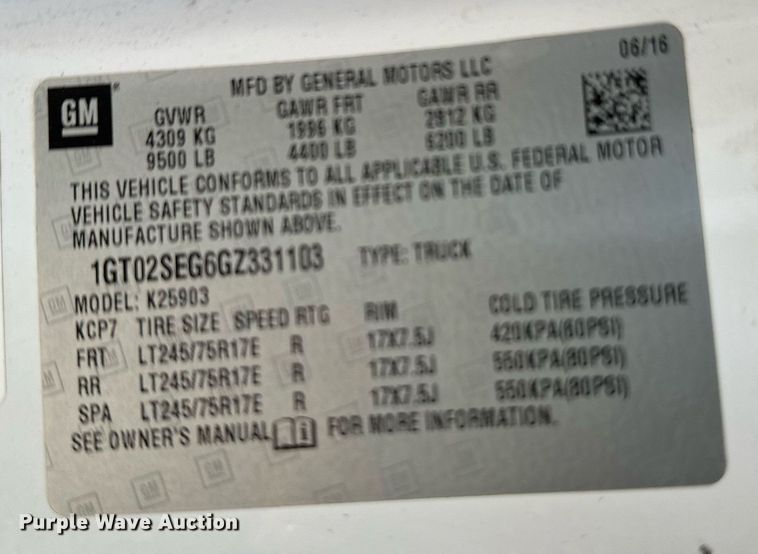 06/16
GM
MFD BY GENERAL MOTORS LLC
GVWR GAWR FRT GAWR RR
4309 KG 1996 KG 2812 KG
9500 LB 4400 LB 6200 LB
THIS VEHICLE CONFORMS TO ALL APPLICABLE U.S. FEDERAL MOTOR
VEHICLE SAFETY STANDARDS IN EFFECT ON THE DATE OF
MANUFACTURE SHOWN ABOVE.
1GT02SEG6GZ331103 TYPE: TRUCK
MODEL: K25903
KCP7 TIRE SIZE SPEED RTG RIM COLD TIRE PRESSURE
FRT LT245/75R17E R 17X7.5J 420KPA(60PSI)
RR LT245/75R17E R 17X7.5J 550KPA(80PSI)
SPA LT245/75R17E R 17X7.5J 550KPA(80PSI)
SEE OWNER'S MANUAL FOR MORE INFORMATION.
Purple Wave Auction